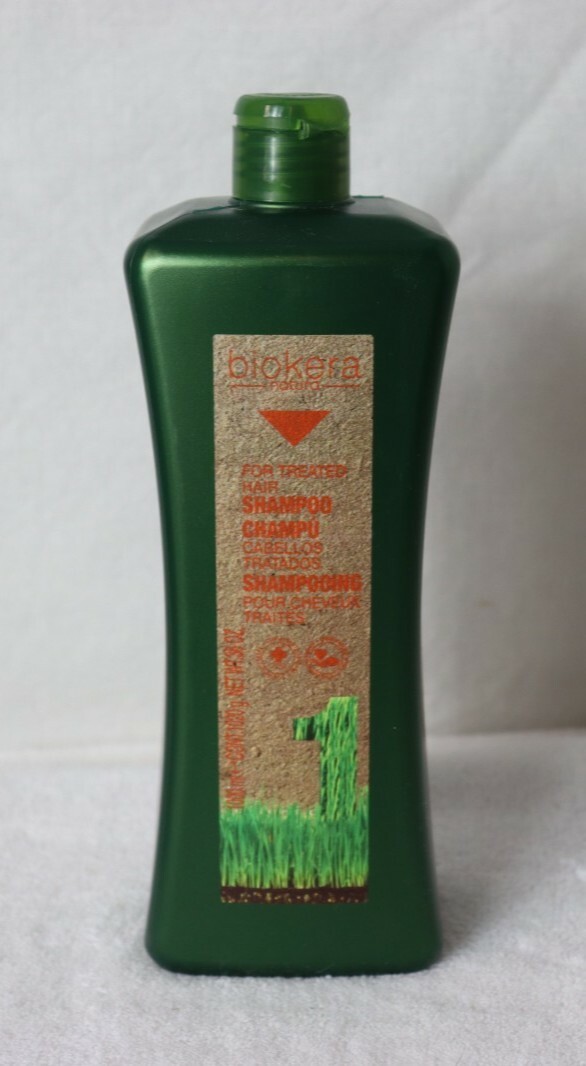 biokera
natura
FOR TREATED
HAIR
SHAMPOO
CHAMPÚ
CABELLOS
TRATADOS
SHAMPOOING
POUR CHEVEUX
TRAITÉS
1